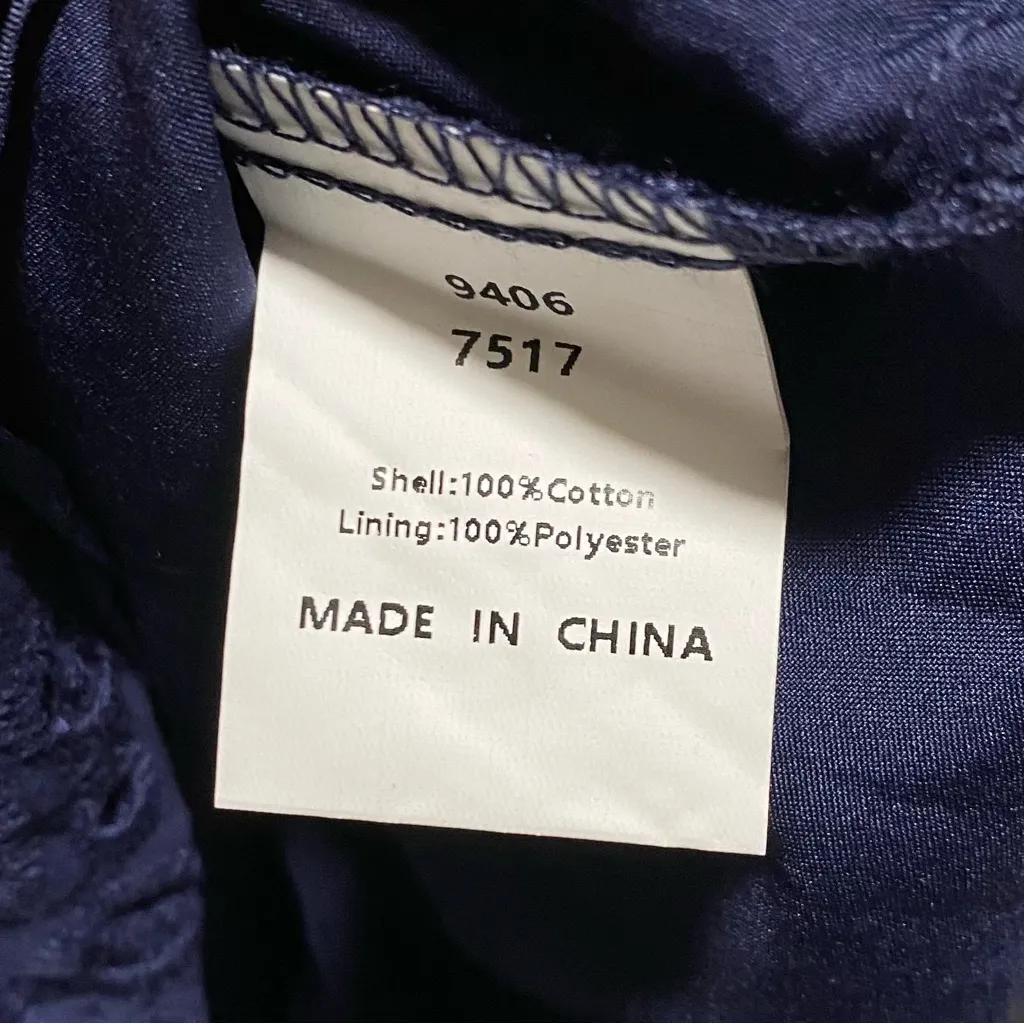 9406
7517
Shell:100%Cotton
Lining:100%Polyester
MADE IN CHINA